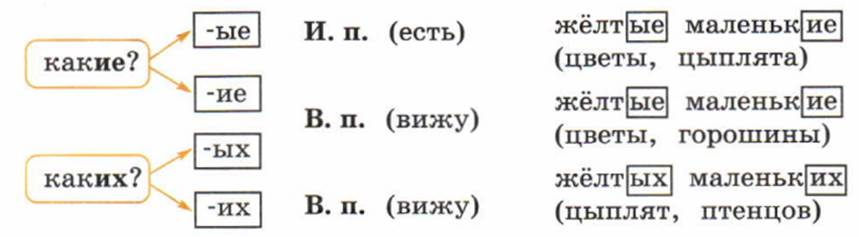 какие?
-ые
-ие
каких?
-ых
-их
И. п. (есть) жёлтые маленькие
(цветы, цыплята)
В. п. (вижу) жёлтые маленькие
(цветы, горошины)
В. п. (вижу) жёлтых маленьких
(цыплят, птенцов)